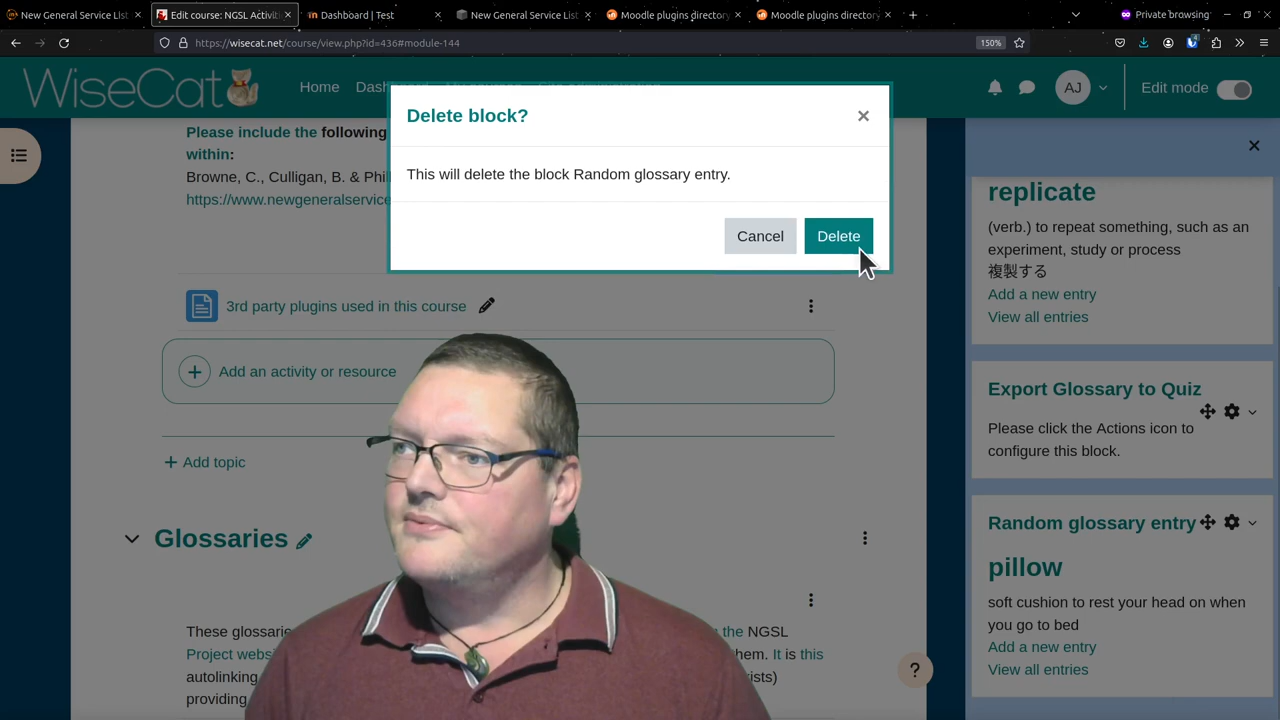 New General Service List
Edit course: NGSL Activiti
Dashboard | Test
New General Service List
Moodle plugins directory
Moodle plugins directory
Private browsing
https://wisecat.net/course/view.php?id=436#module-144
150%
WiseCat
Home
AJ
Edit mode
Delete block?
This will delete the block Random glossary entry.
Cancel
Delete
Please include the following
within:
Browne, C., Culligan, B. & Phil
https://www.newgeneralservice
3rd party plugins used in this course
Add an activity or resource
Add topic
Glossaries
These glossarie
the NGSL
Project websi
hem. It is this
autolinking
ists)
providing
replicate
(verb.) to repeat something, such as an
experiment, study or process
複製する
Add a new entry
View all entries
Export Glossary to Quiz
Please click the Actions icon to
configure this block.
Random glossary entry
pillow
soft cushion to rest your head on when
you go to bed
Add a new entry
View all entries
?